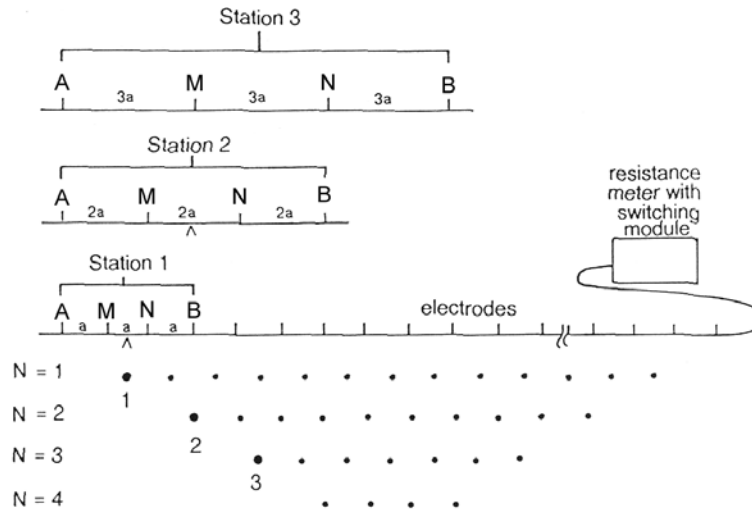 Station 3
A M N B
3a 3a 3a
Station 2
A M N B
2a 2a 2a
resistance
meter with
switching
module
Station 1
A M N B
a a a
electrodes
N = 1
1
N = 2
2
N = 3
3
N = 4